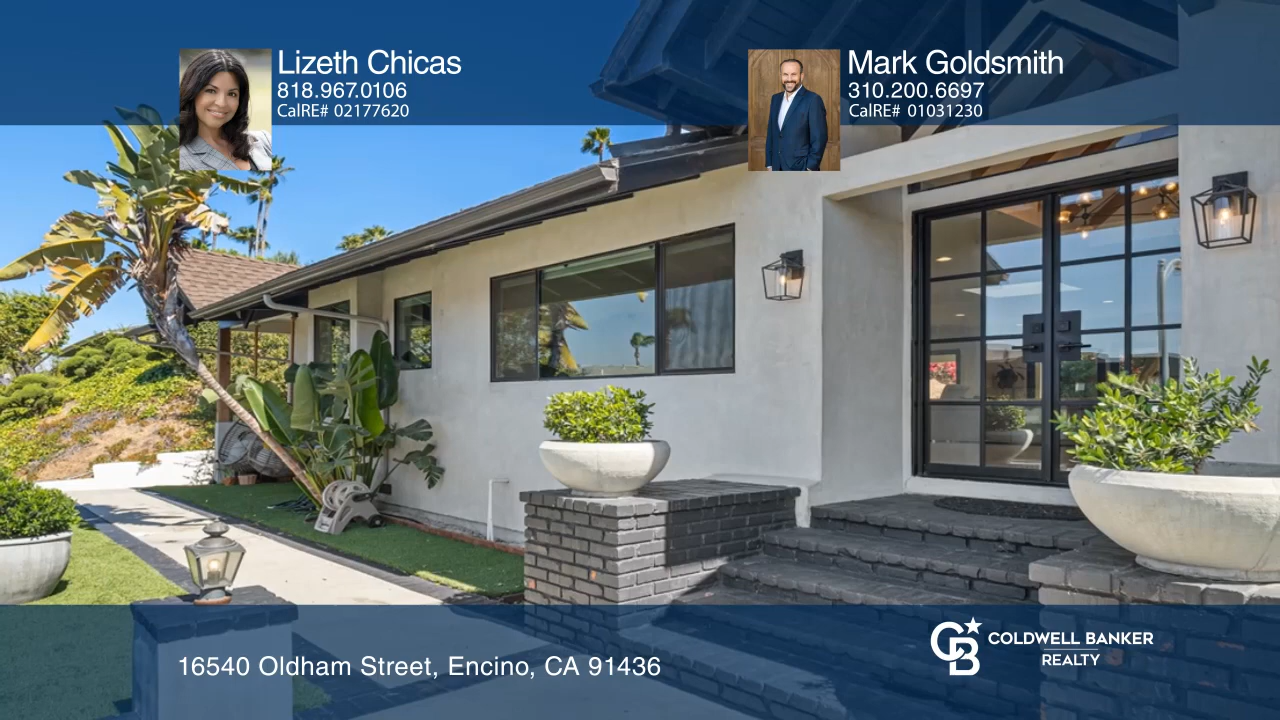 Lizeth Chicas
818.967.0106
CalRE# 02177620
Mark Goldsmith
310.200.6697
CalRE# 01031230
16540 Oldham Street, Encino, CA 91436
CB
COLDWELL BANKER
REALTY